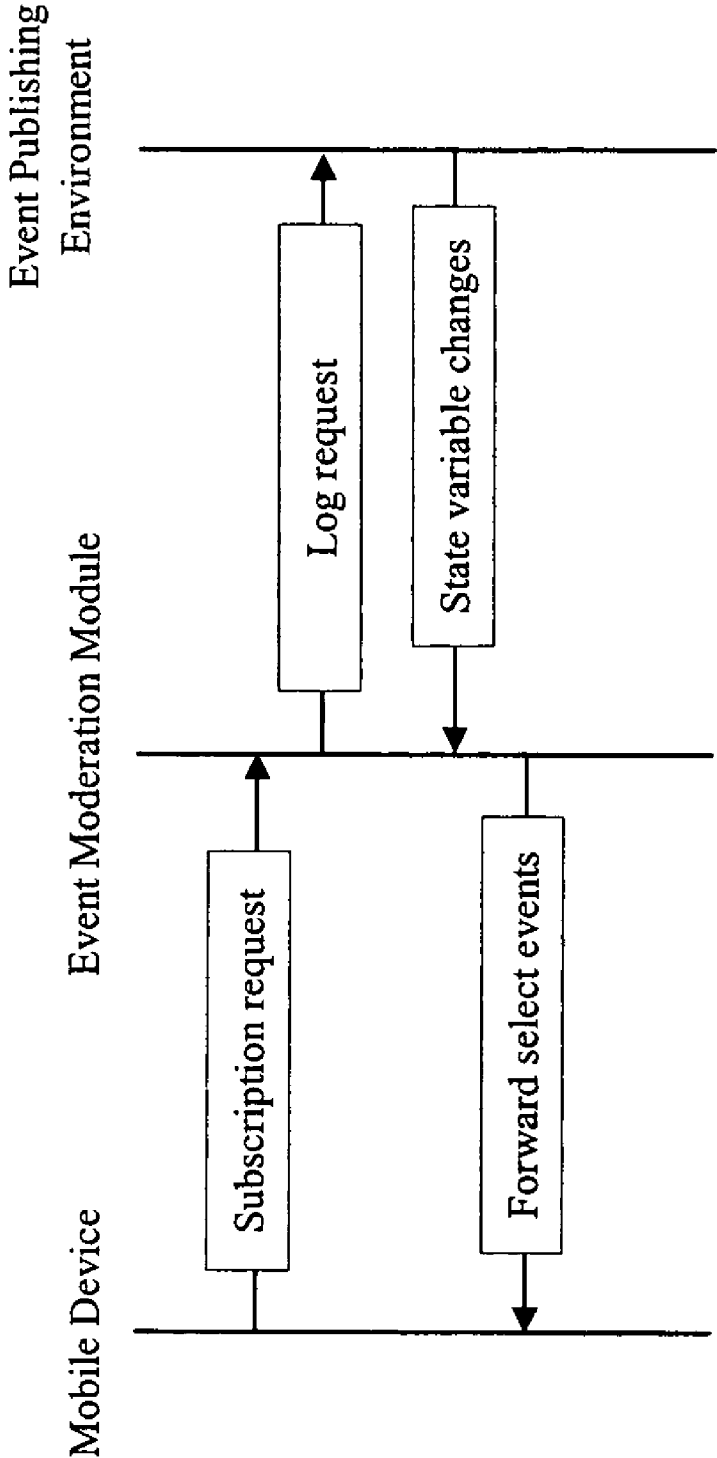 Mobile Device
Event Moderation Module
Event Publishing
Environment
Subscription request
Log request
State variable changes
Forward select events